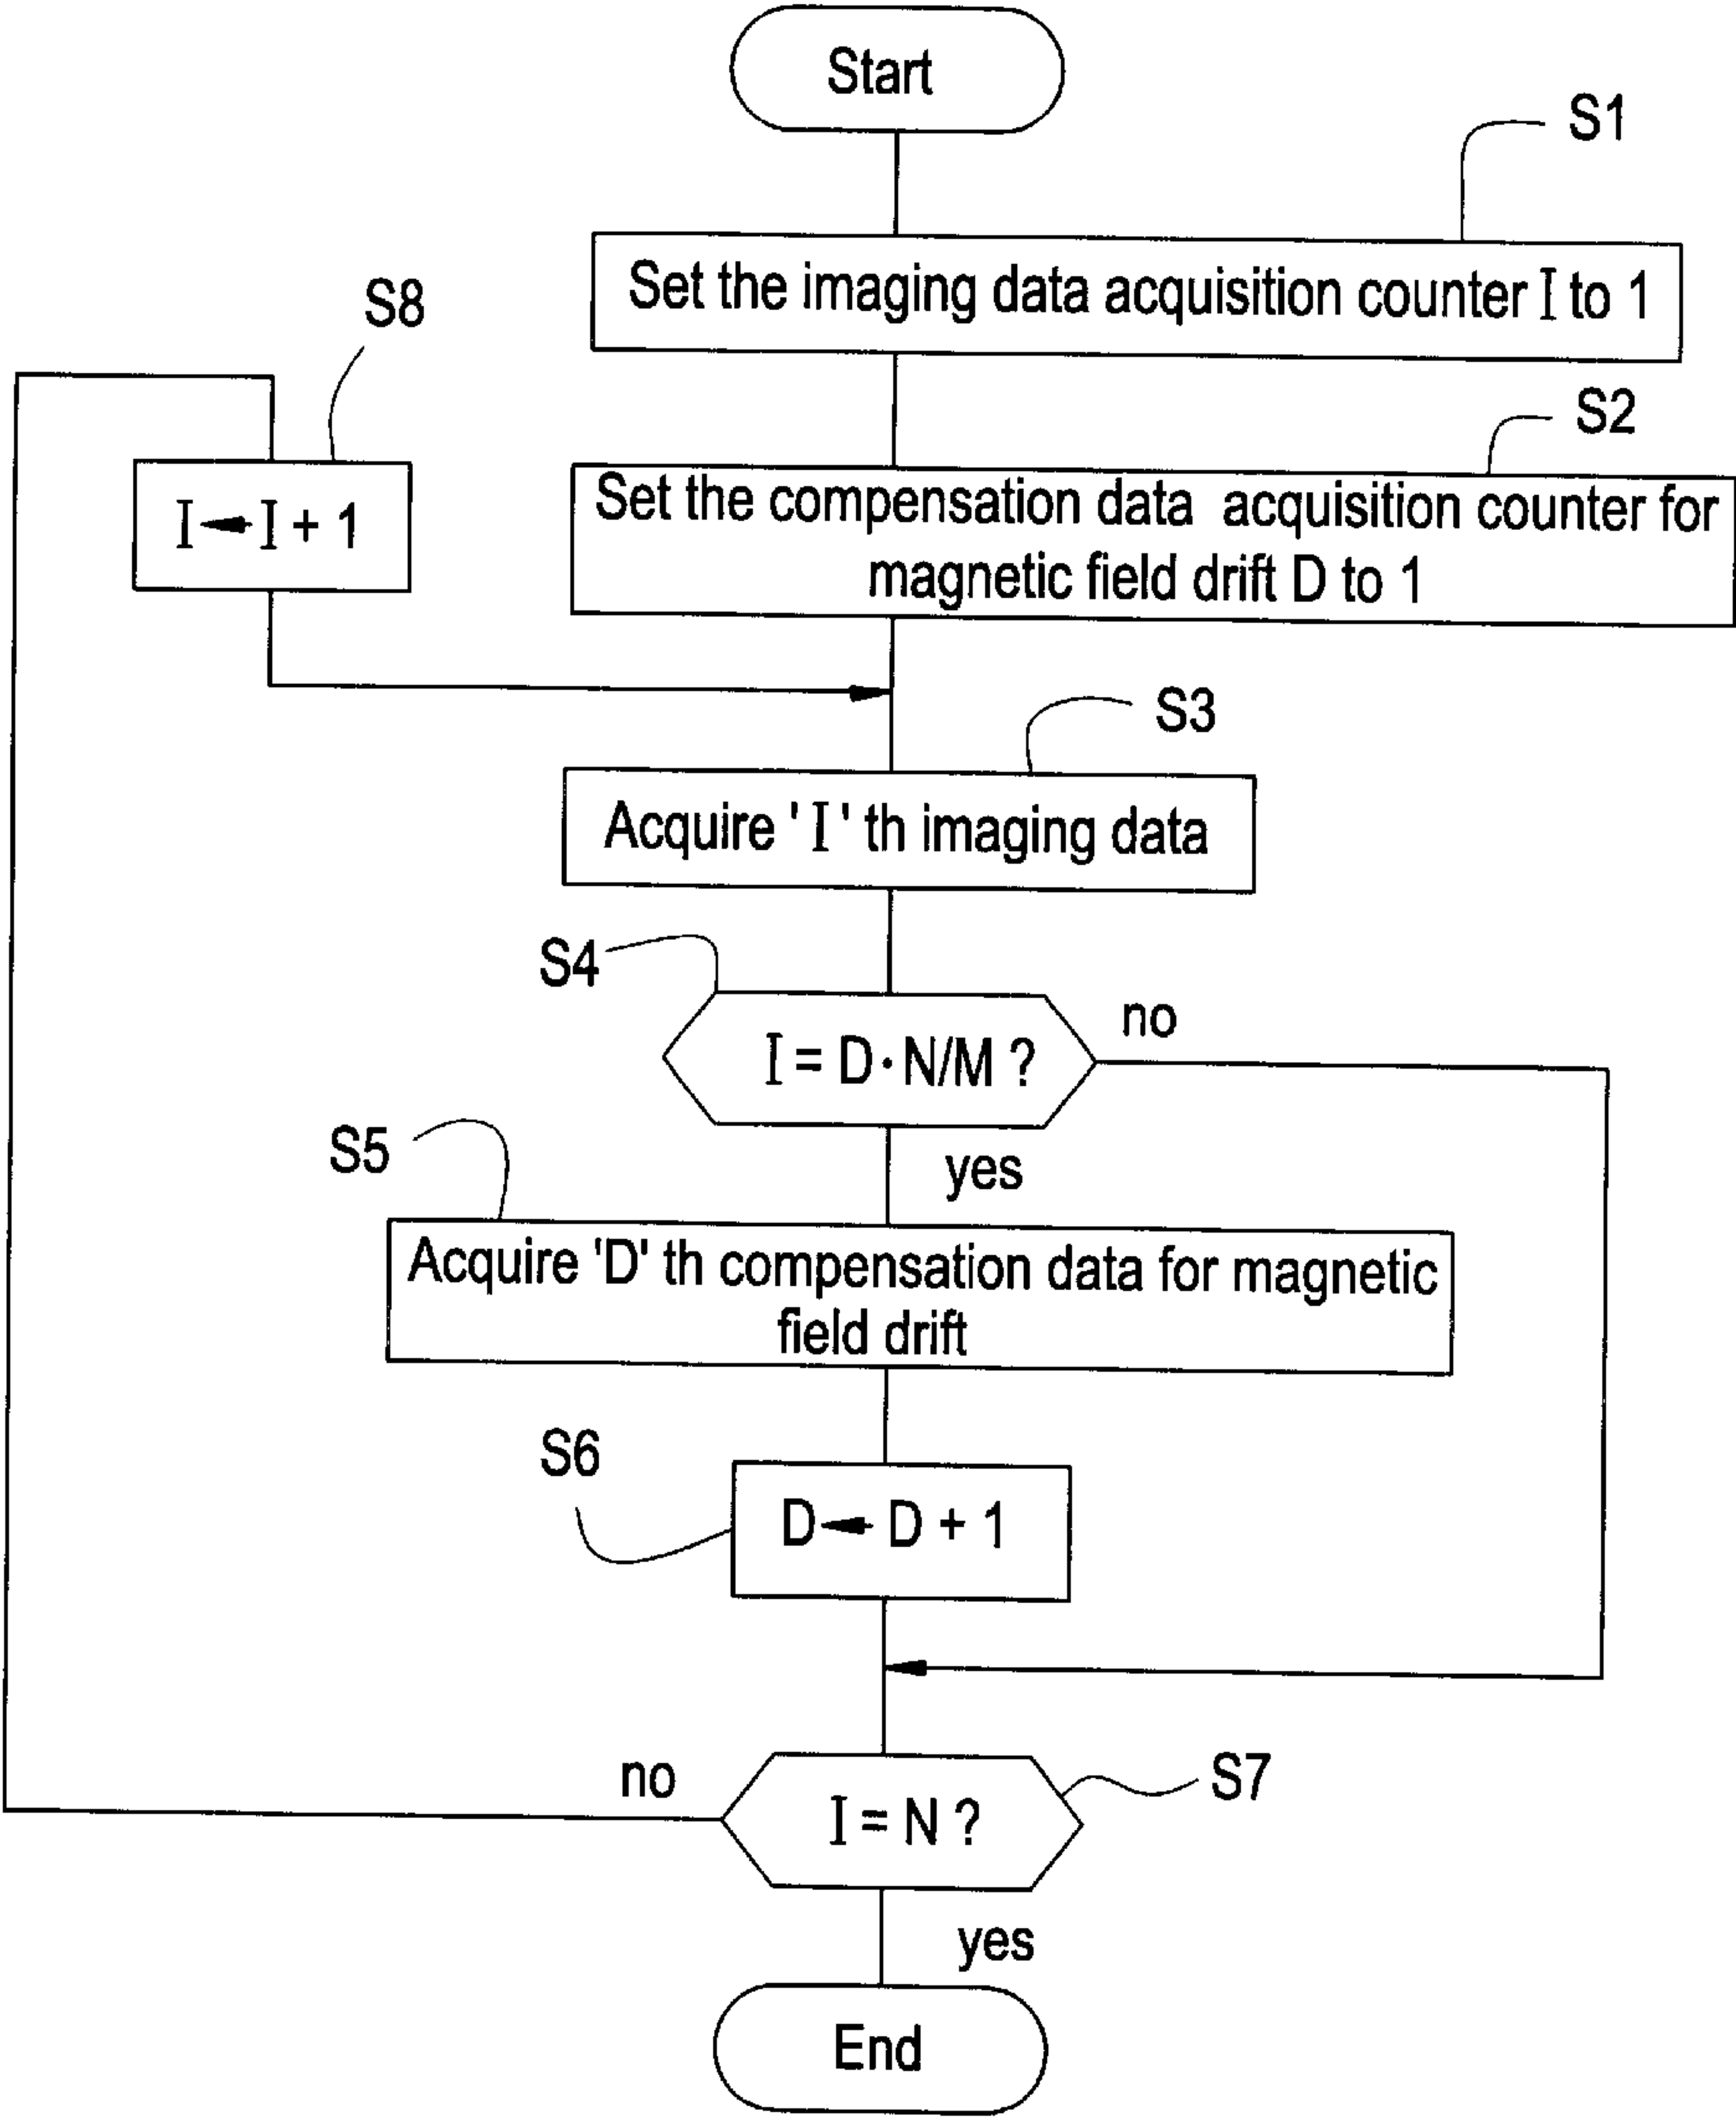 Start
S1
Set the imaging data acquisition counter I to 1
S8
S2
I ← I + 1
Set the compensation data acquisition counter for
magnetic field drift D to 1
S3
Acquire ' I ' th imaging data
S4
no
I = D · N/M ?
S5
yes
Acquire 'D' th compensation data for magnetic
field drift
S6
D ← D + 1
no
S7
I = N ?
yes
End